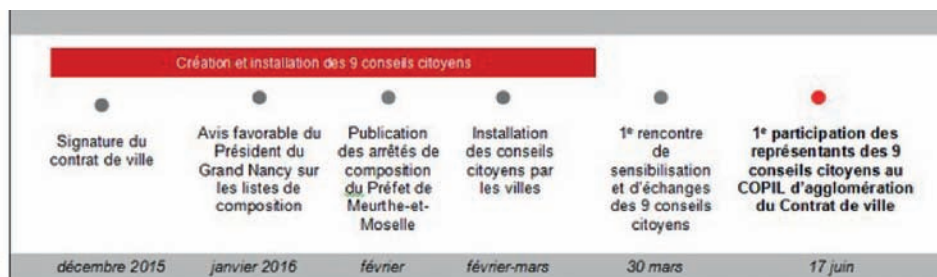 Création et installation des 9 conseils citoyens
Signature du
contrat de ville
Avis favorable du
Président du
Grand Nancy sur
les listes de
composition
Publication
des arrêtés de
composition
du Préfet de
Meurthe-et-
Moselle
Installation
des conseils
citoyens par
les villes
1e rencontre
de
sensibilisation
et d'échanges
des 9 conseils
citoyens
1e participation des
représentants des 9
conseils citoyens au
COPIL d'agglomération
du Contrat de ville
décembre 2015
janvier 2016
février
février-mars
30 mars
17 juin